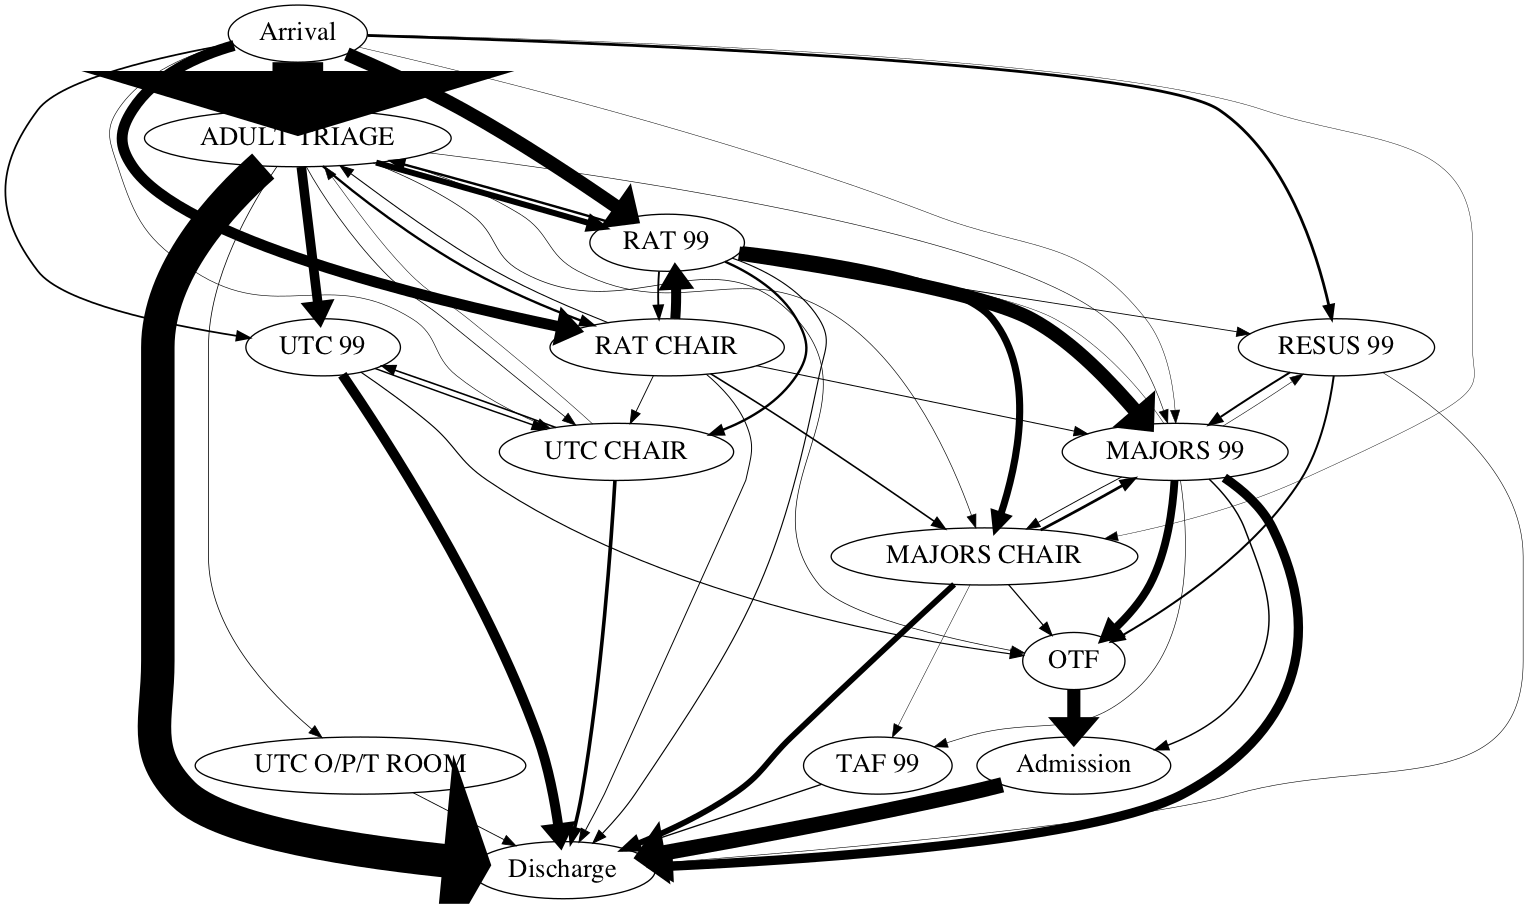 Arrival
ADULT TRIAGE
RAT 99
UTC 99
RAT CHAIR
RESUS 99
UTC CHAIR
MAJORS 99
MAJORS CHAIR
OTF
UTC O/P/T ROOM
TAF 99
Admission
Discharge